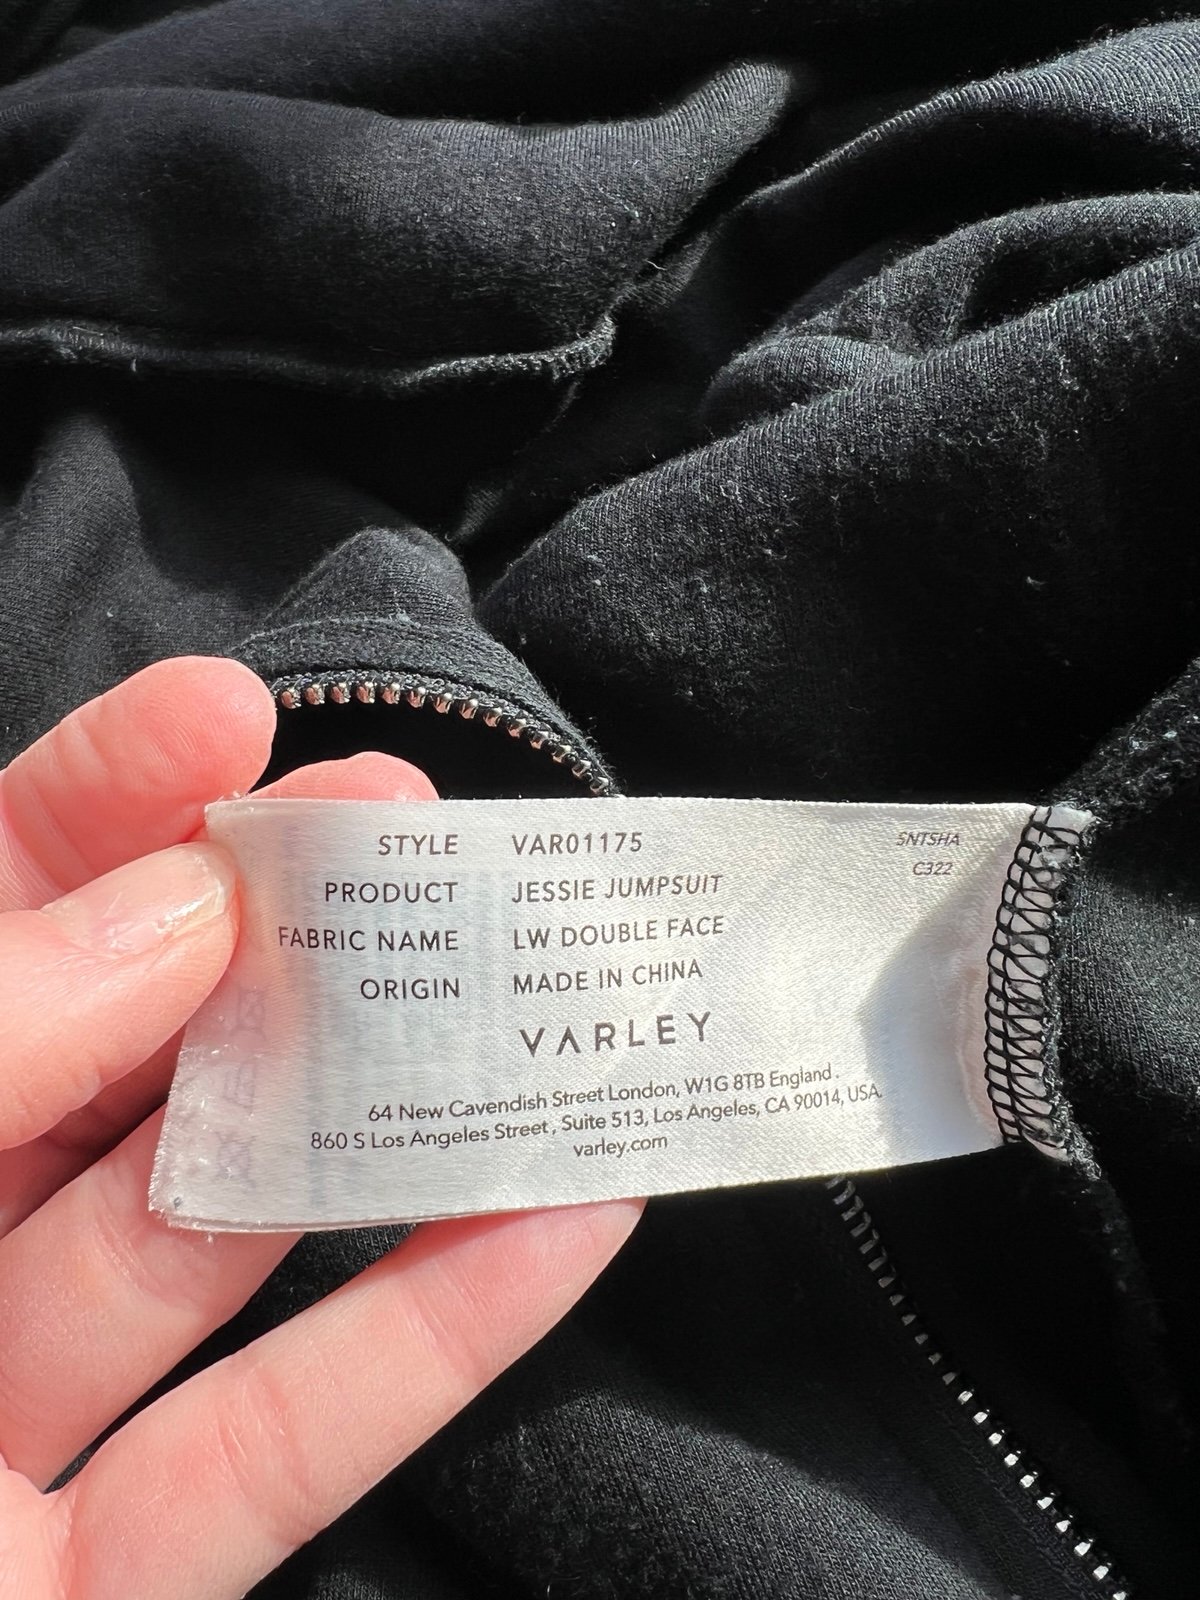 STYLE VAR01175
PRODUCT JESSIE JUMPSUIT
FABRIC NAME LW DOUBLE FACE
ORIGIN MADE IN CHINA
SNTSHA
C322
VARLEY
64 New Cavendish Street London, W1G 8TB England.
860 S Los Angeles Street, Suite 513, Los Angeles, CA 90014, USA.
varley.com